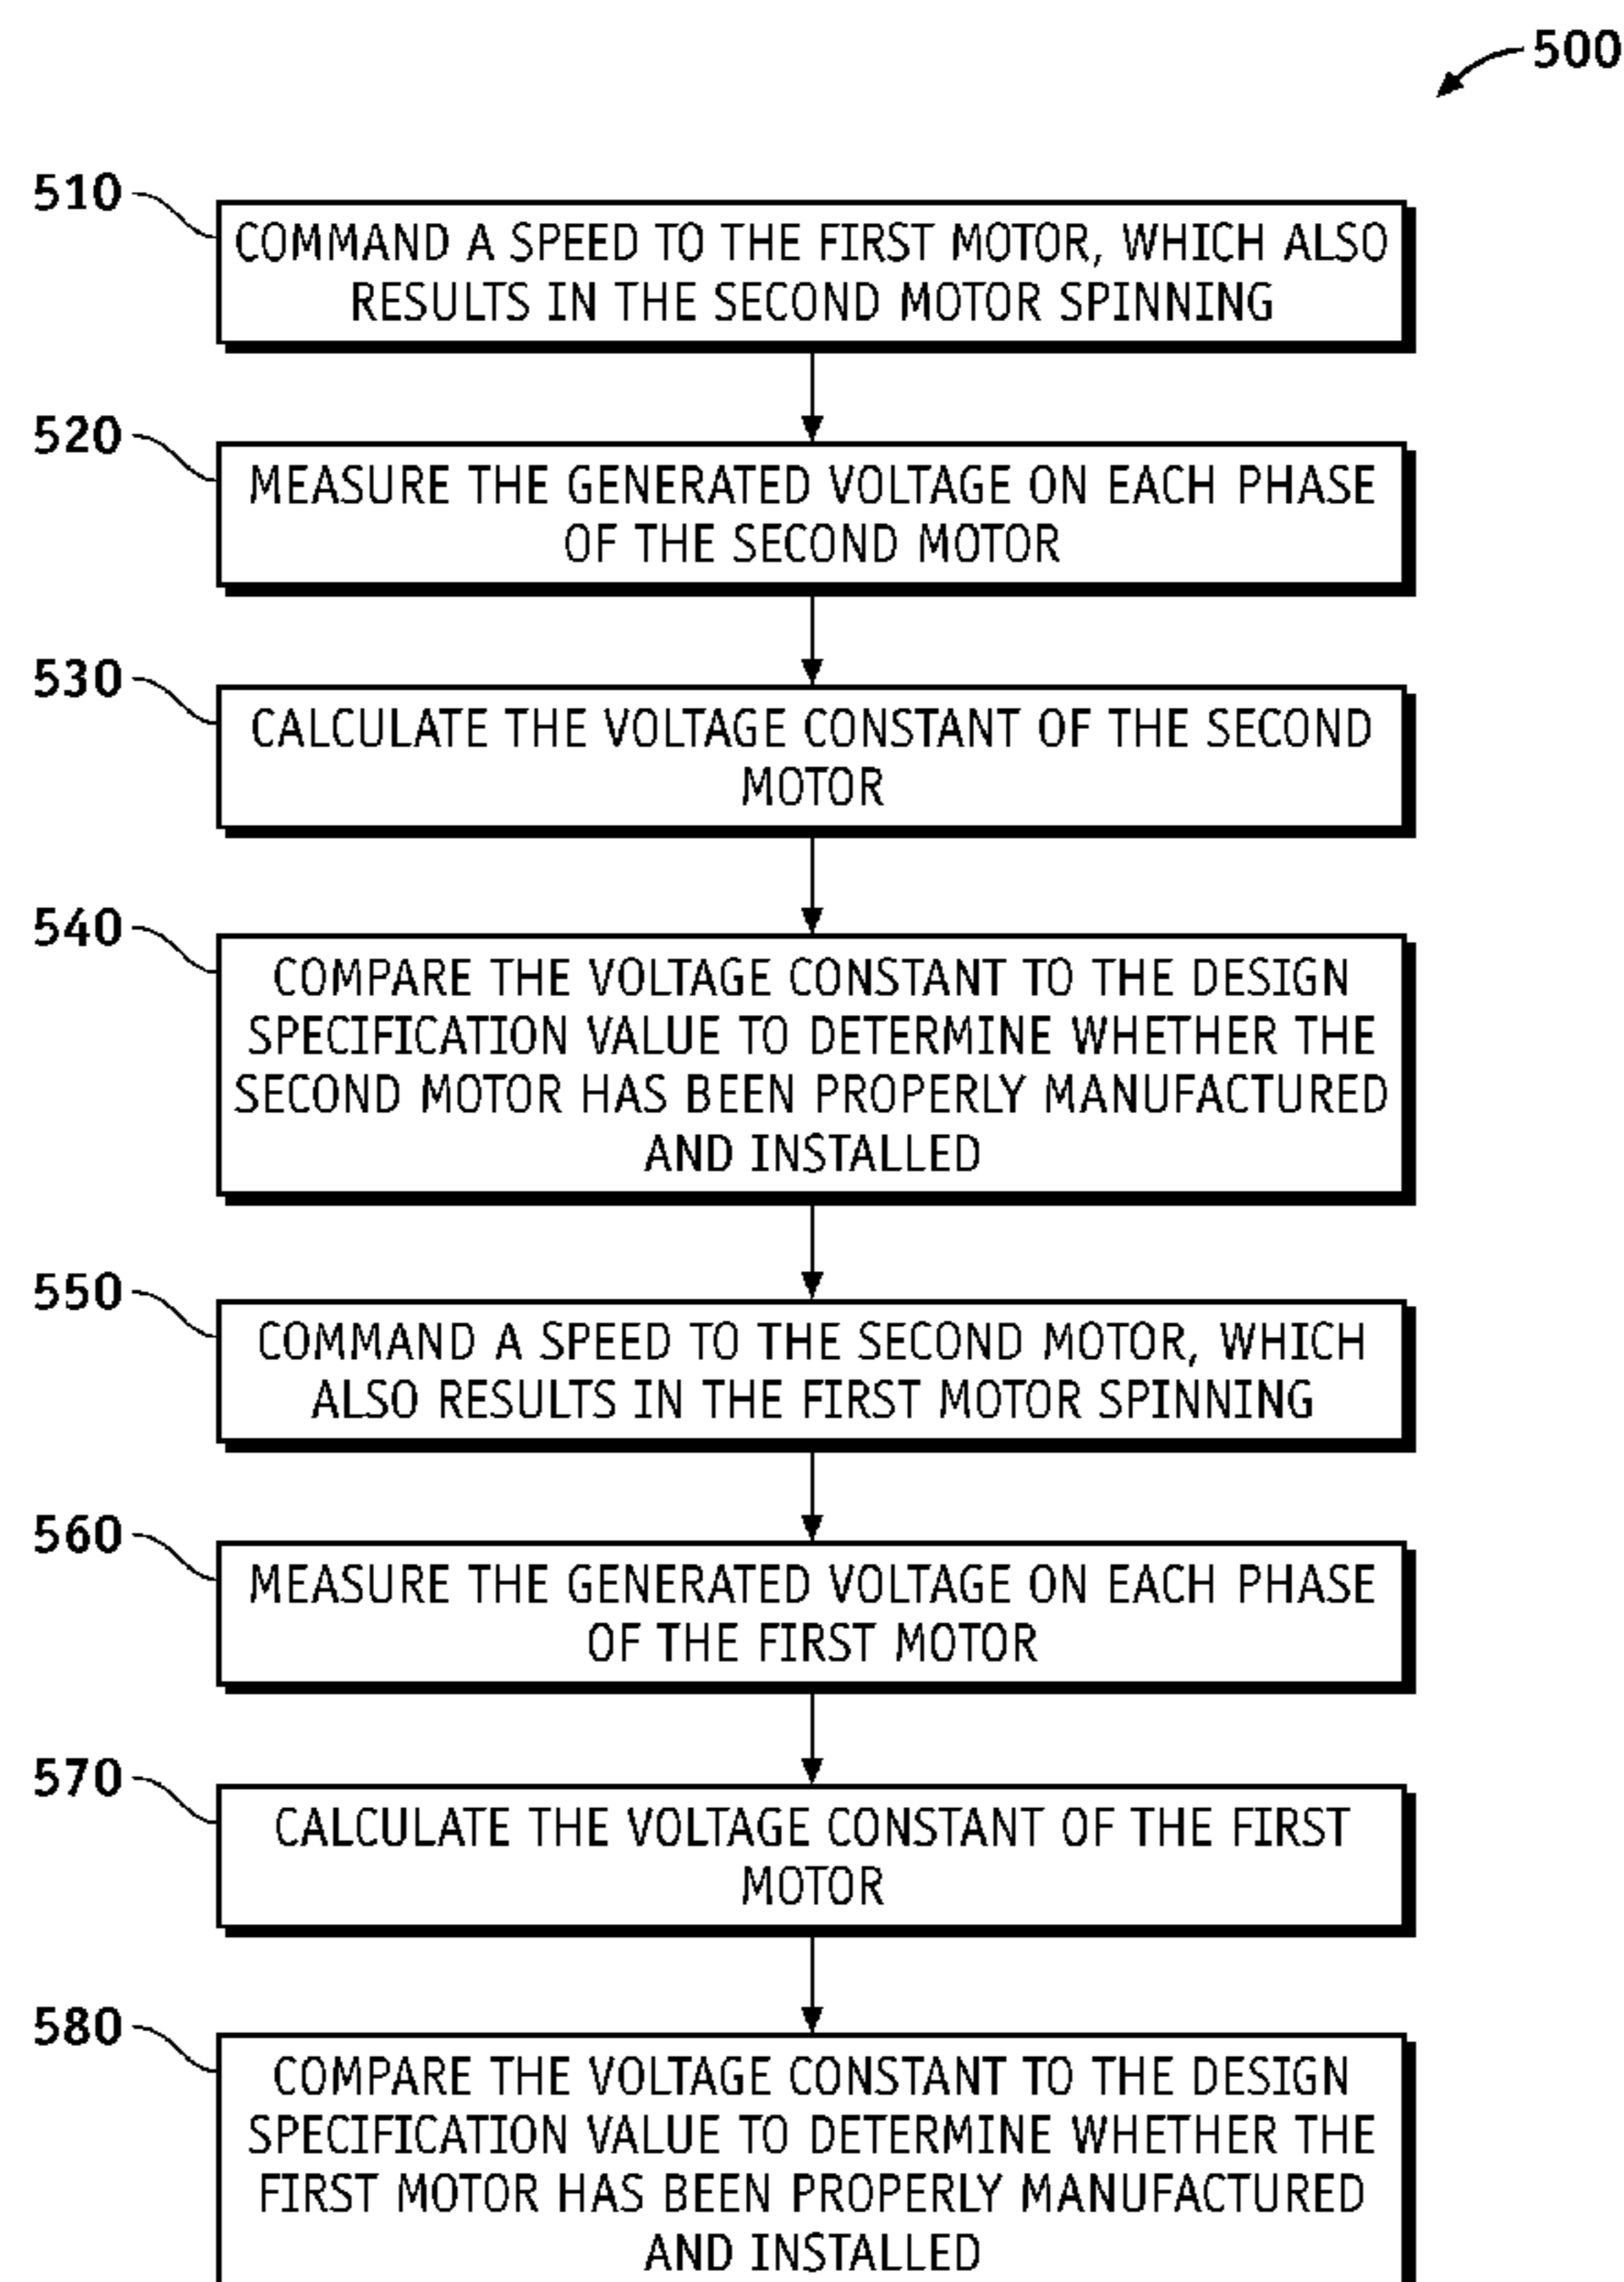 500
510
COMMAND A SPEED TO THE FIRST MOTOR, WHICH ALSO
RESULTS IN THE SECOND MOTOR SPINNING
520
MEASURE THE GENERATED VOLTAGE ON EACH PHASE
OF THE SECOND MOTOR
530
CALCULATE THE VOLTAGE CONSTANT OF THE SECOND
MOTOR
540
COMPARE THE VOLTAGE CONSTANT TO THE DESIGN
SPECIFICATION VALUE TO DETERMINE WHETHER THE
SECOND MOTOR HAS BEEN PROPERLY MANUFACTURED
AND INSTALLED
550
COMMAND A SPEED TO THE SECOND MOTOR, WHICH
ALSO RESULTS IN THE FIRST MOTOR SPINNING
560
MEASURE THE GENERATED VOLTAGE ON EACH PHASE
OF THE FIRST MOTOR
570
CALCULATE THE VOLTAGE CONSTANT OF THE FIRST
MOTOR
580
COMPARE THE VOLTAGE CONSTANT TO THE DESIGN
SPECIFICATION VALUE TO DETERMINE WHETHER THE
FIRST MOTOR HAS BEEN PROPERLY MANUFACTURED
AND INSTALLED